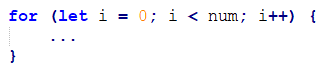 for (let i = 0; i < num; i++) {
    ...
}